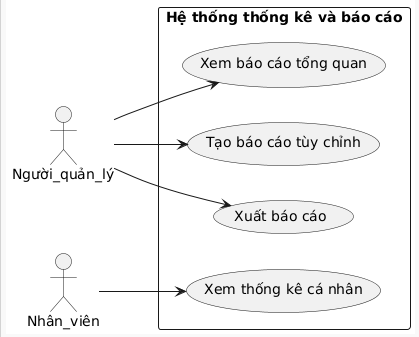 Hệ thống thống kê và báo cáo
Xem báo cáo tổng quan
Tạo báo cáo tùy chỉnh
Người_quản_lý
Xuất báo cáo
Xem thống kê cá nhân
Nhân_viên